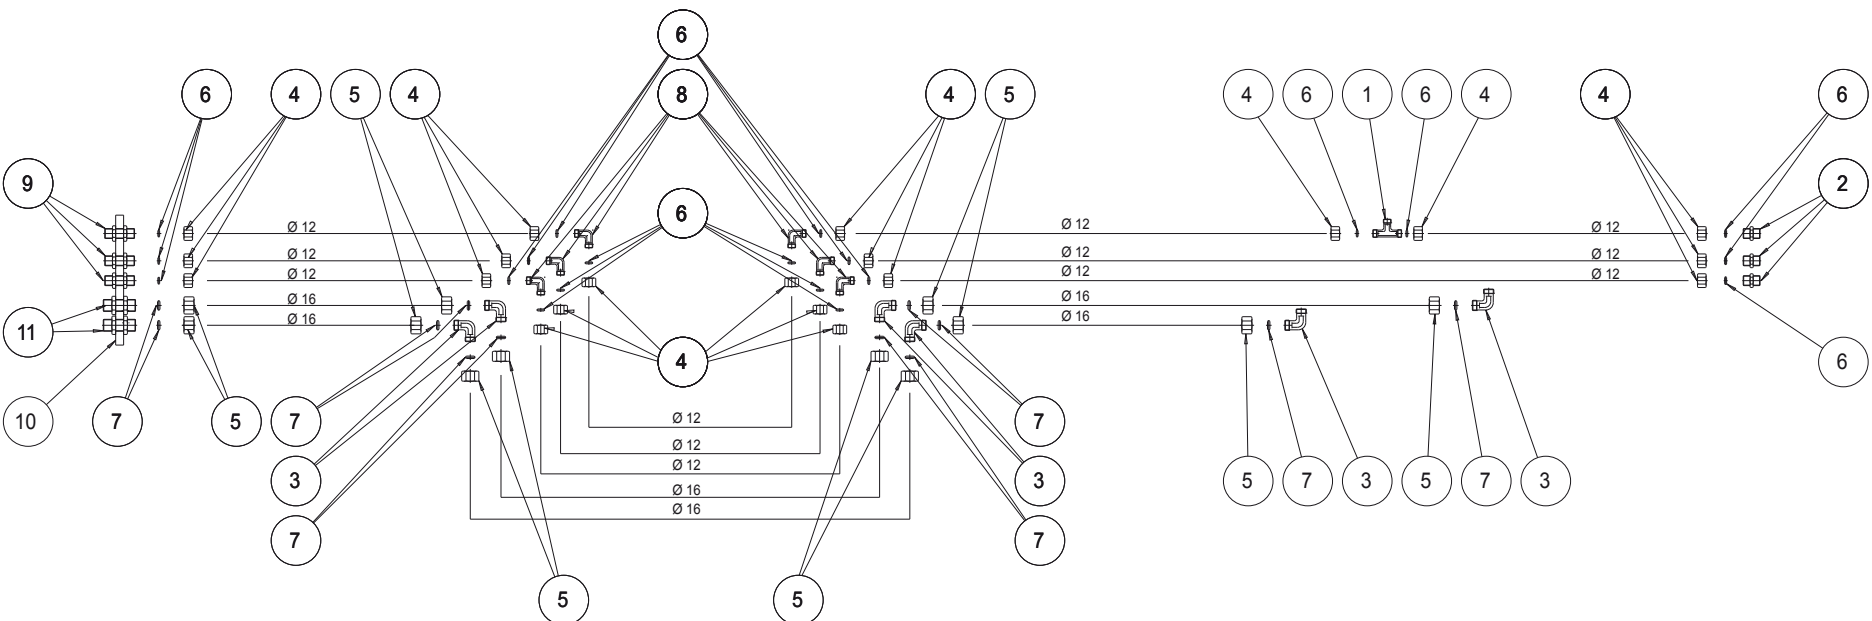 6
6 4 5 4 8 4 5 4 6 1 6 4 4 6
9 2
6
Ø 12 Ø 12 Ø 12
Ø 12 Ø 12 Ø 12
Ø 12 Ø 12 Ø 12
Ø 16 Ø 16
Ø 16 Ø 16
11 4 6
10 7 5 7 Ø 12 7
Ø 12
Ø 12
3 3 5 7 3 5 7 3
Ø 16
Ø 16
7 7
5 5